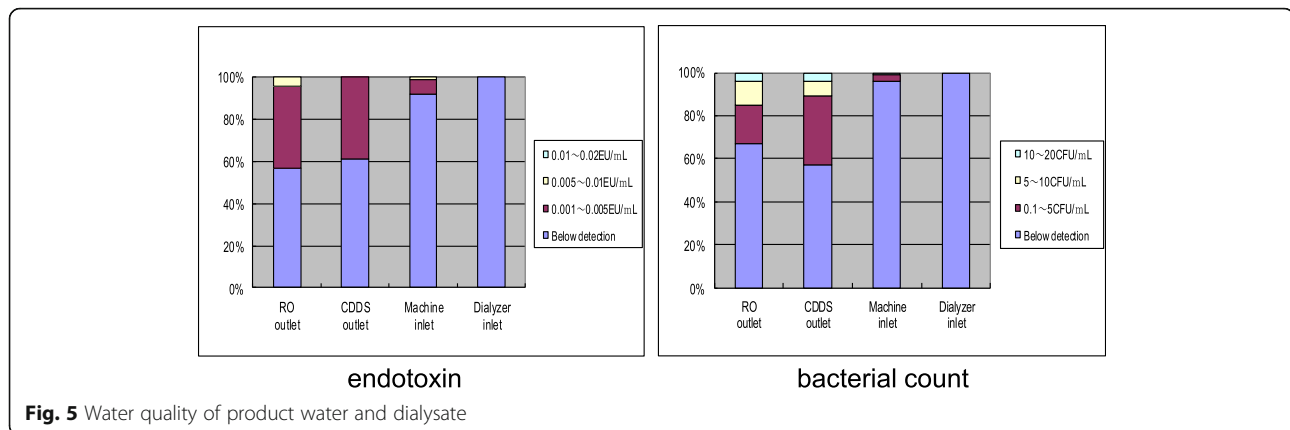 100%
80%
60%
40%
20%
0%
RO
outlet
CDDS
outlet
Machine
inlet
Dialyzer
inlet
0.01~0.02EU/mL
0.005~0.01EU/mL
0.001~0.005EU/mL
Below detection
endotoxin
100%
80%
60%
40%
20%
0%
RO
outlet
CDDS
outlet
Machine
inlet
Dialyzer
inlet
10~20CFU/mL
5~10CFU/mL
0.1~5CFU/mL
Below detection
bacterial count
Fig. 5 Water quality of product water and dialysate